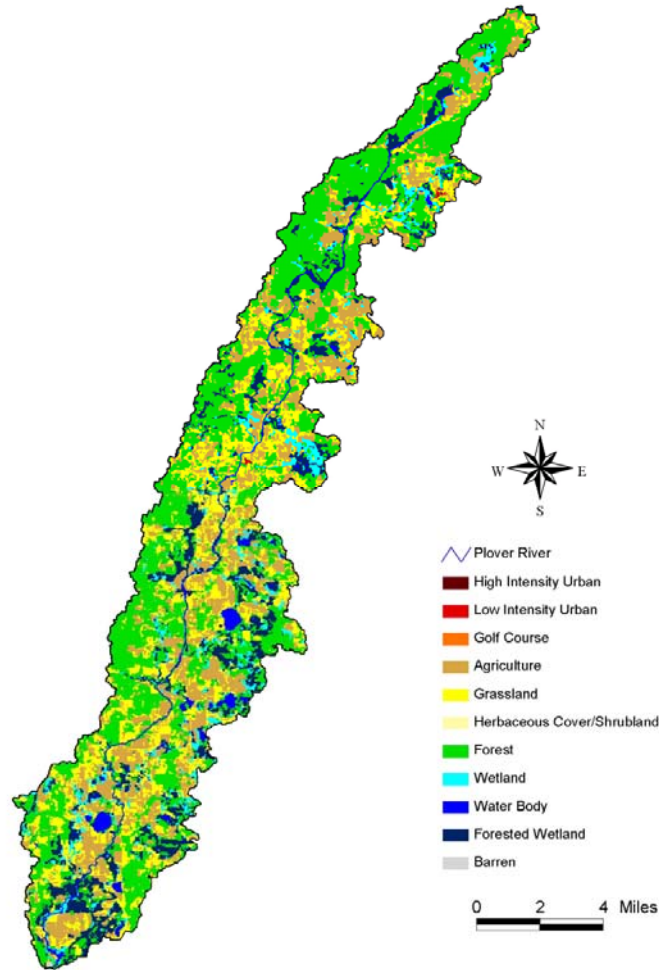 N
W E
S
Plover River
High Intensity Urban
Low Intensity Urban
Golf Course
Agriculture
Grassland
Herbaceous Cover/Shrubland
Forest
Wetland
Water Body
Forested Wetland
Barren
0 2 4 Miles